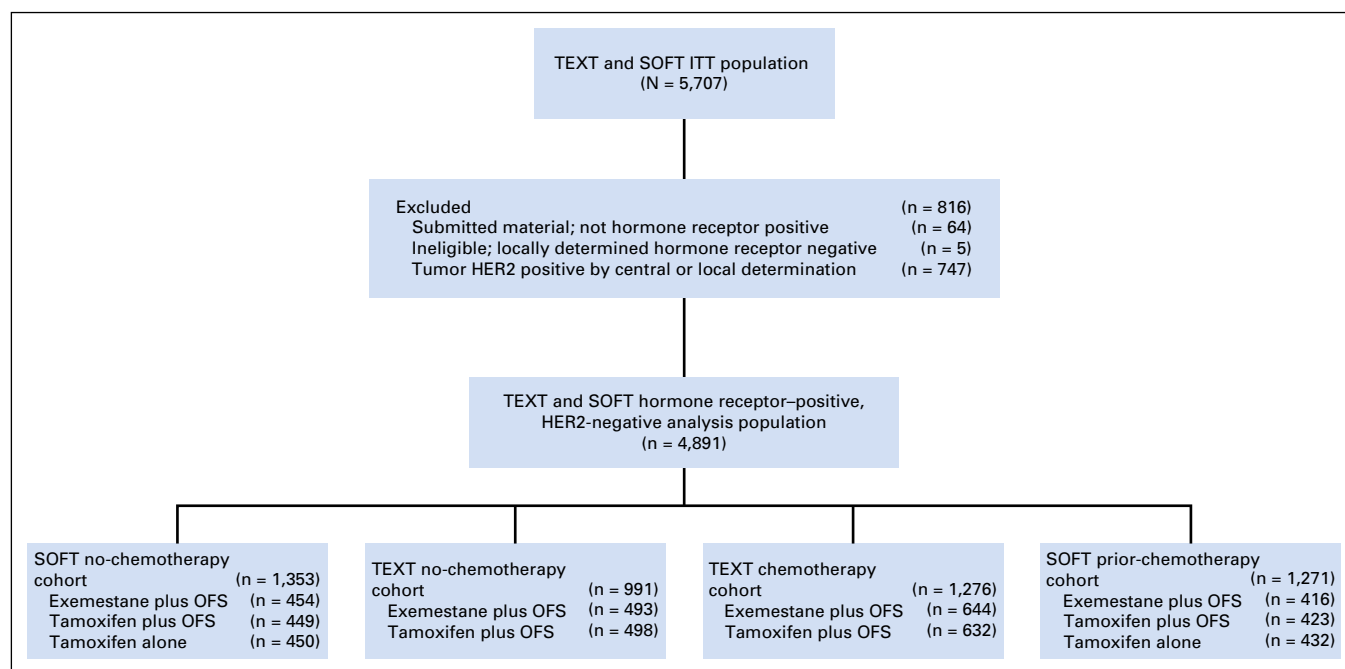 TEXT and SOFT ITT population
(N = 5,707)
Excluded (n = 816)
Submitted material; not hormone receptor positive (n = 64)
Ineligible; locally determined hormone receptor negative (n = 5)
Tumor HER2 positive by central or local determination (n = 747)
TEXT and SOFT hormone receptor–positive,
HER2-negative analysis population
(n = 4,891)
SOFT no-chemotherapy
cohort (n = 1,353)
Exemestane plus OFS (n = 454)
Tamoxifen plus OFS (n = 449)
Tamoxifen alone (n = 450)
TEXT no-chemotherapy
cohort (n = 991)
Exemestane plus OFS (n = 493)
Tamoxifen plus OFS (n = 498)
TEXT chemotherapy
cohort (n = 1,276)
Exemestane plus OFS (n = 644)
Tamoxifen plus OFS (n = 632)
SOFT prior-chemotherapy
cohort (n = 1,271)
Exemestane plus OFS (n = 416)
Tamoxifen plus OFS (n = 423)
Tamoxifen alone (n = 432)